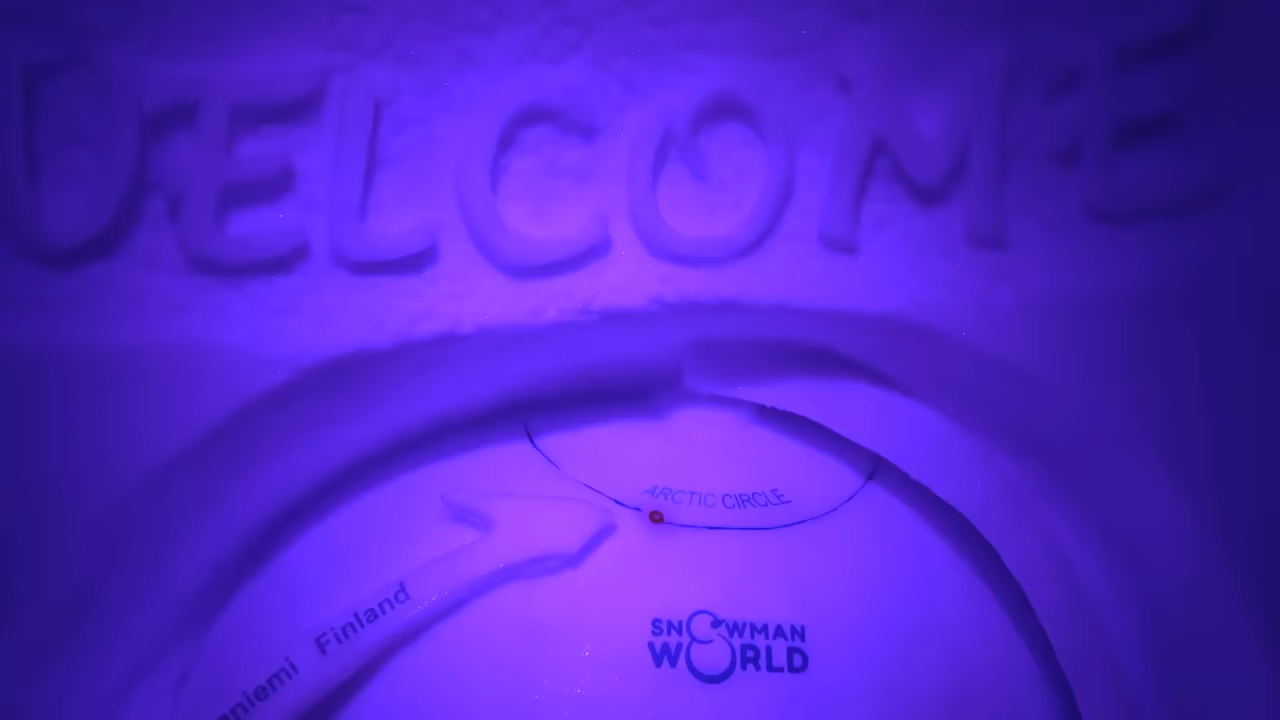 WELCOME
ARCTIC CIRCLE
Finland
SNOWMAN
WORLD